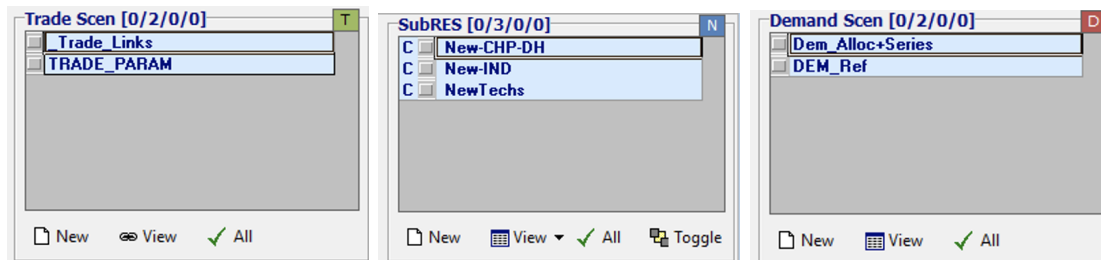 Trade Scen [0/2/0/0] T
_Trade_Links
TRADE_PARAM
New View All
SubRES [0/3/0/0] N
C New-CHP-DH
C New-IND
C NewTechs
New View All Toggle
Demand Scen [0/2/0/0] D
Dem_Alloc+Series
DEM_Ref
New View All